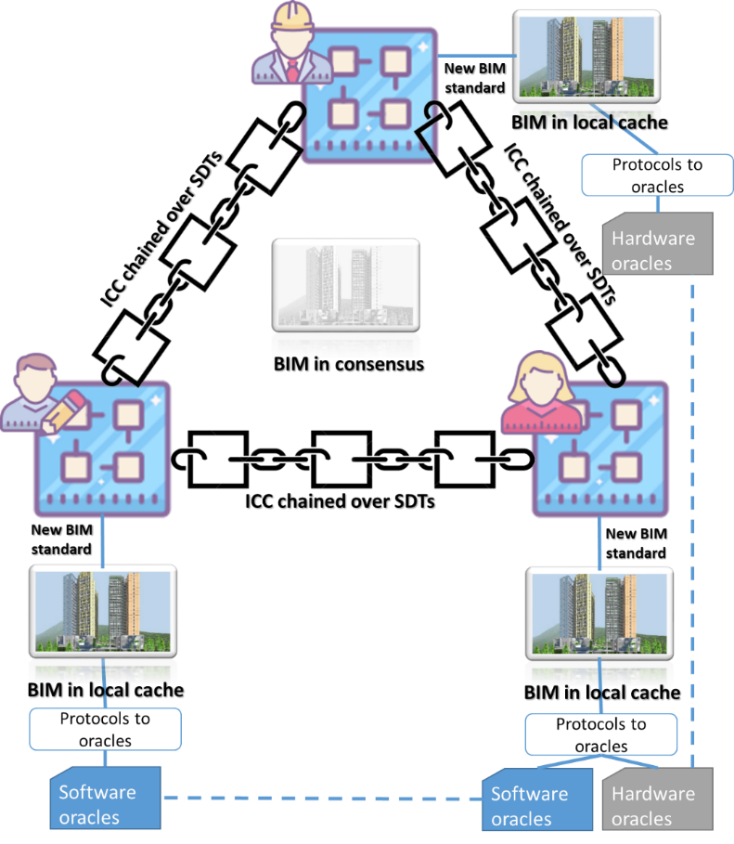 New BIM
standard
BIM in local cache
Protocols to
oracles
Hardware
oracles
ICC chained over SDTs
ICC chained over SDTs
BIM in consensus
ICC chained over SDTs
New BIM
standard
BIM in local cache
Protocols to
oracles
Software
oracles
New BIM
standard
BIM in local cache
Protocols to
oracles
Software
oracles
Hardware
oracles